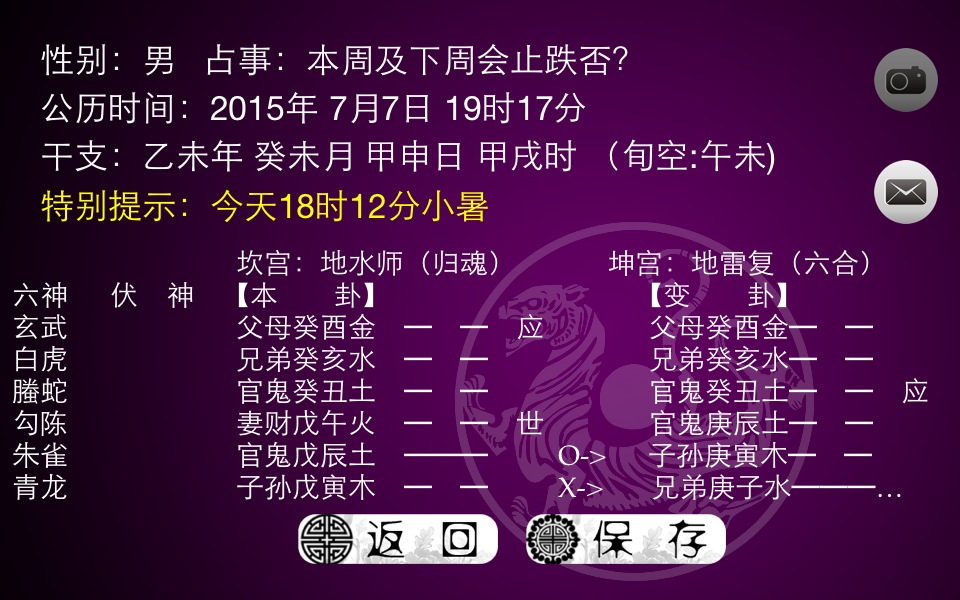 性别：男 占事：本周及下周会止跌否？
公历时间：2015年 7月7日 19时17分
干支：乙未年 癸未月 甲申日 甲戌时 （旬空:午未)
特别提示：今天18时12分小暑
坎宫：地水师（归魂） 坤宫：地雷复（六合）
六神 伏 神 【本 卦】 【变 卦】
玄武 父母癸酉金 应 父母癸酉金
白虎 兄弟癸亥水 兄弟癸亥水
螣蛇 官鬼癸丑土 官鬼癸丑土 应
勾陈 妻财戊午火 世 官鬼庚辰土
朱雀 官鬼戊辰土 O-> 子孙庚寅木
青龙 子孙戊寅木 X-> 兄弟庚子水…
返 回 保 存